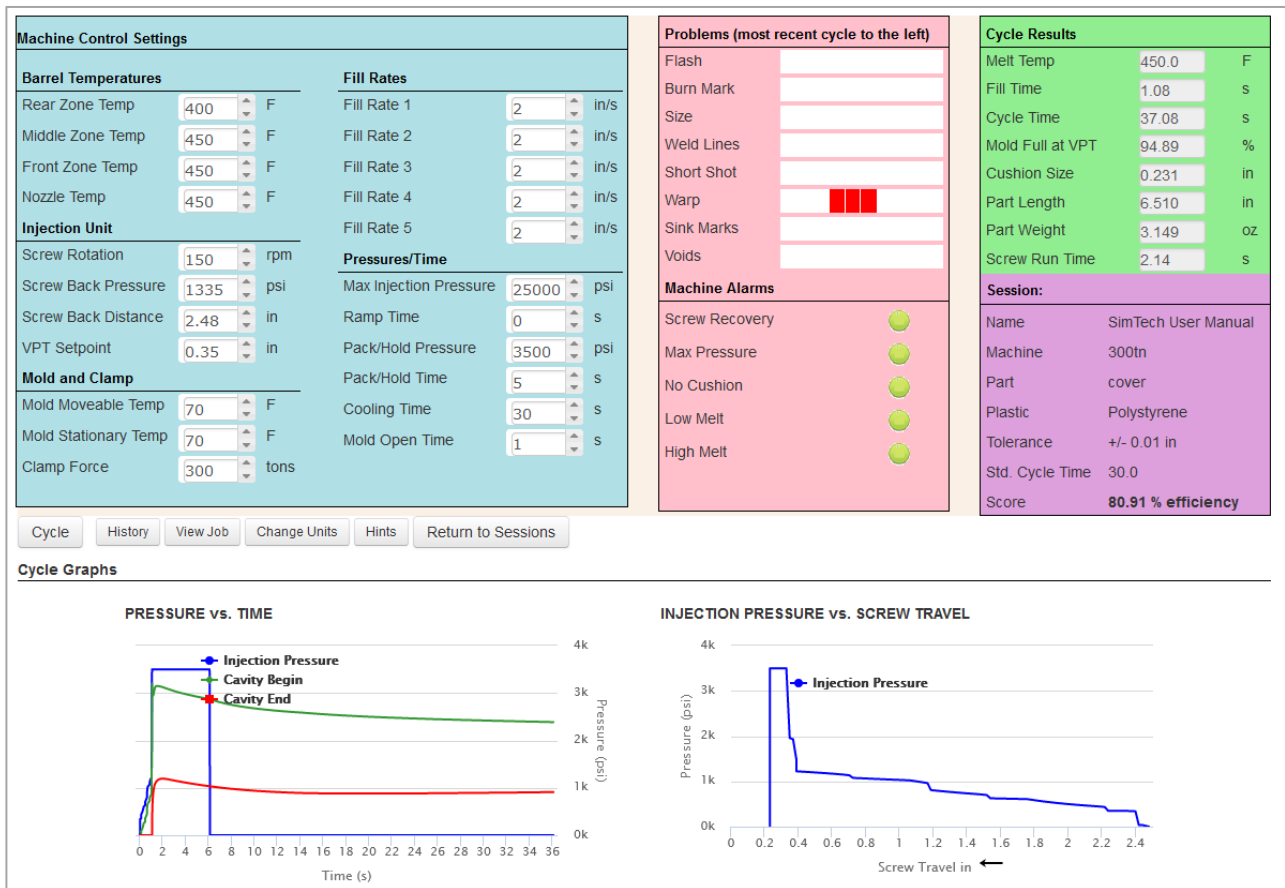 Machine Control Settings
Barrel Temperatures
Rear Zone Temp 400 F
Middle Zone Temp 450 F
Front Zone Temp 450 F
Nozzle Temp 450 F
Injection Unit
Screw Rotation 150 rpm
Screw Back Pressure 1335 psi
Screw Back Distance 2.48 in
VPT Setpoint 0.35 in
Mold and Clamp
Mold Moveable Temp 70 F
Mold Stationary Temp 70 F
Clamp Force 300 tons
Fill Rates
Fill Rate 1 2 in/s
Fill Rate 2 2 in/s
Fill Rate 3 2 in/s
Fill Rate 4 2 in/s
Fill Rate 5 2 in/s
Pressures/Time
Max Injection Pressure 25000 psi
Ramp Time 0 s
Pack/Hold Pressure 3500 psi
Pack/Hold Time 5 s
Cooling Time 30 s
Mold Open Time 1 s
Problems (most recent cycle to the left)
Flash
Burn Mark
Size
Weld Lines
Short Shot
Warp
Sink Marks
Voids
Machine Alarms
Screw Recovery
Max Pressure
No Cushion
Low Melt
High Melt
Cycle Results
Melt Temp 450.0 F
Fill Time 1.08 s
Cycle Time 37.08 s
Mold Full at VPT 94.89 %
Cushion Size 0.231 in
Part Length 6.510 in
Part Weight 3.149 oz
Screw Run Time 2.14 s
Session:
Name SimTech User Manual
Machine 300tn
Part cover
Plastic Polystyrene
Tolerance +/- 0.01 in
Std. Cycle Time 30.0
Score 80.91 % efficiency
Cycle History View Job Change Units Hints Return to Sessions
Cycle Graphs
PRESSURE vs. TIME
Injection Pressure
Cavity Begin
Cavity End
4k
3k
2k
1k
0k
Pressure (psi)
0 2 4 6 8 10 12 14 16 18 20 22 24 26 28 30 32 34 36
Time (s)
INJECTION PRESSURE vs. SCREW TRAVEL
Injection Pressure
4k
3k
2k
1k
0k
Pressure (psi)
0 0.2 0.4 0.6 0.8 1 1.2 1.4 1.6 1.8 2 2.2 2.4
Screw Travel in ←